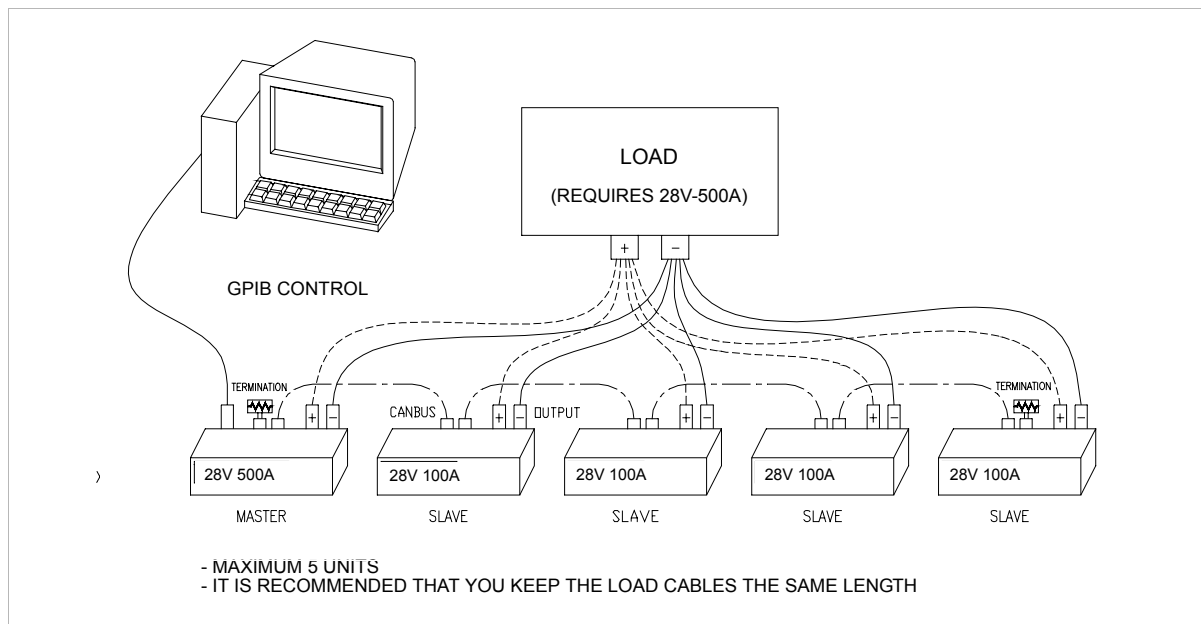 LOAD
(REQUIRES 28V-500A)
+ −
GPIB CONTROL
TERMINATION
TERMINATION
CANBUS
OUTPUT
+ − + − + − + − + −
28V 500A
28V 100A
28V 100A
28V 100A
28V 100A
MASTER
SLAVE
SLAVE
SLAVE
SLAVE
- MAXIMUM 5 UNITS
- IT IS RECOMMENDED THAT YOU KEEP THE LOAD CABLES THE SAME LENGTH